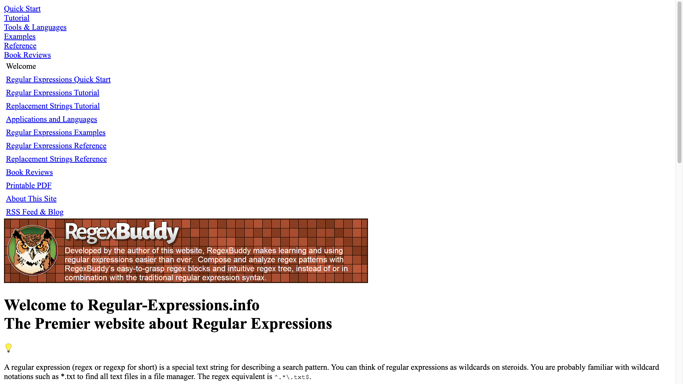 Quick Start
Tutorial
Tools & Languages
Examples
Reference
Book Reviews
Welcome
Regular Expressions Quick Start
Regular Expressions Tutorial
Replacement Strings Tutorial
Applications and Languages
Regular Expressions Examples
Regular Expressions Reference
Replacement Strings Reference
Book Reviews
Printable PDF
About This Site
RSS Feed & Blog
RegexBuddy
Developed by the author of this website, RegexBuddy makes learning and using
regular expressions easier than ever. Compose and analyze regex patterns with
RegexBuddy's easy-to-grasp regex blocks and intuitive regex tree, instead of or in
combination with the traditional regular expression syntax.
Welcome to Regular-Expressions.info
The Premier website about Regular Expressions
A regular expression (regex or regexp for short) is a special text string for describing a search pattern. You can think of regular expressions as wildcards on steroids. You are probably familiar with wildcard
notations such as *.txt to find all text files in a file manager. The regex equivalent is ^.*\.txt$.